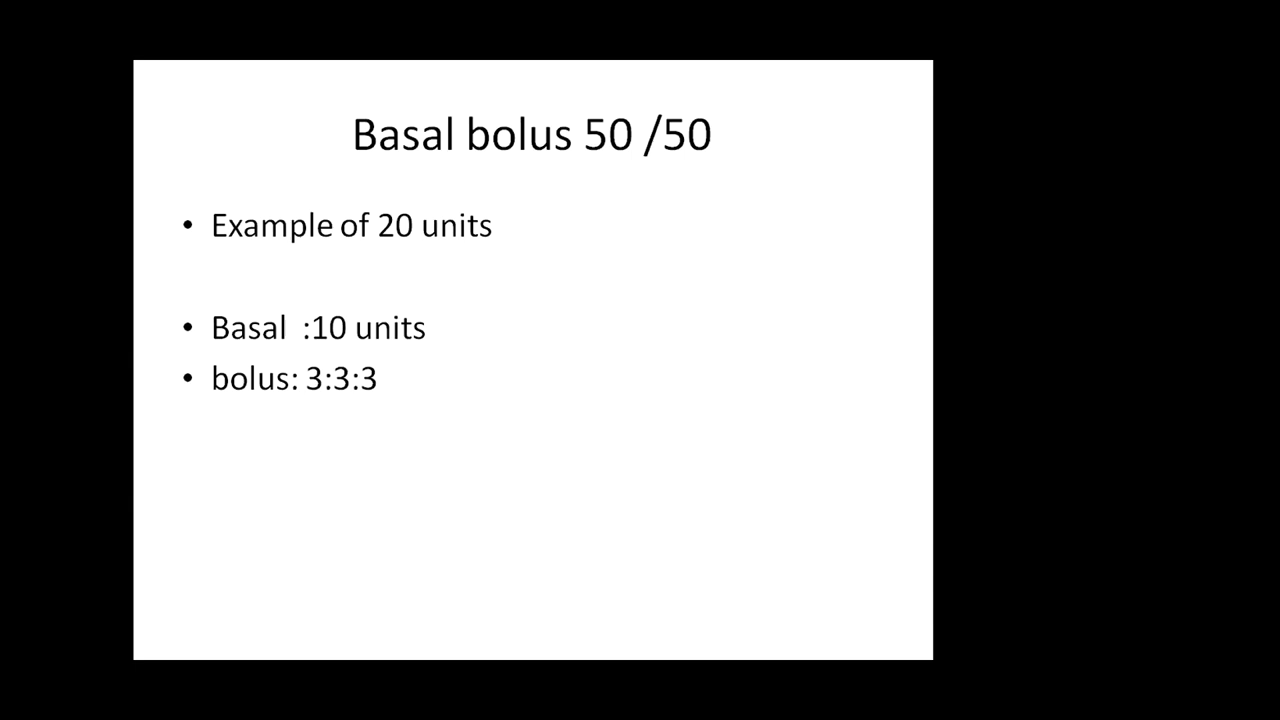 Basal bolus 50 /50
• Example of 20 units
• Basal  :10 units
• bolus: 3:3:3